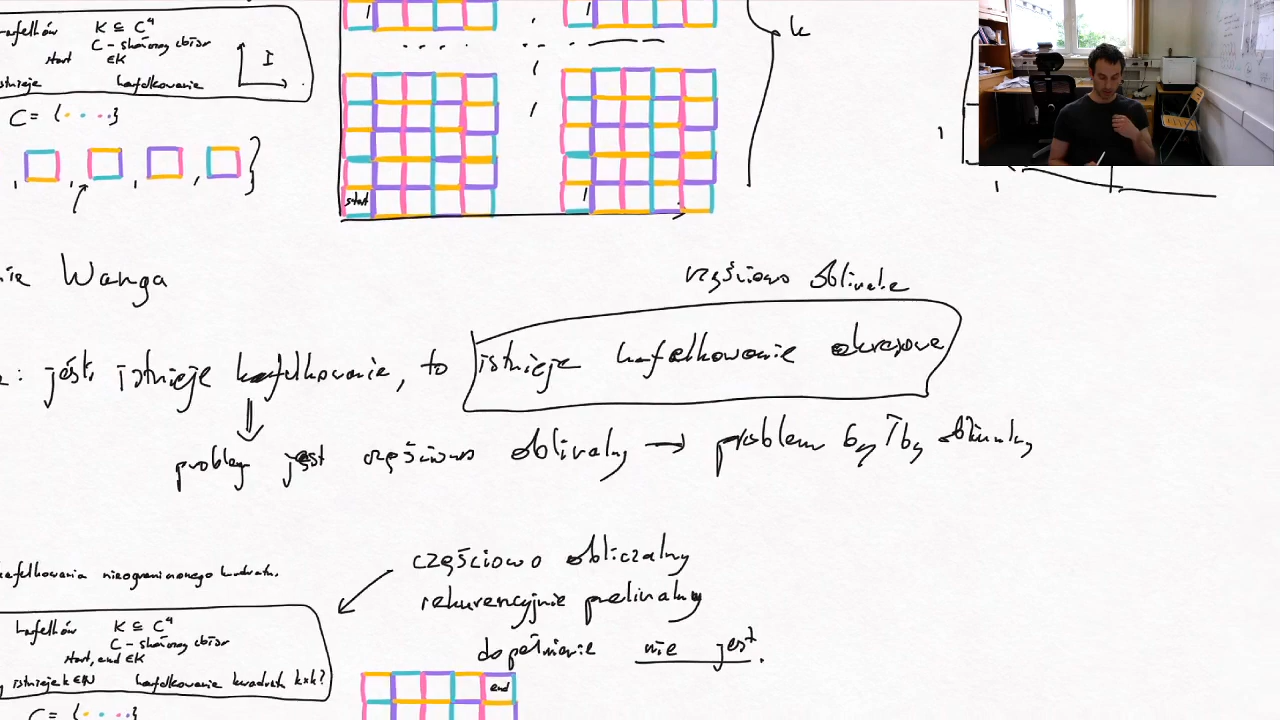 kafelków K ⊆ C⁴
C - skończony zbiór
start ∈K
istnieje kafelkowanie I
C = {
start
k
1
1
Wanga
częściowo obliczalne
jeśli istnieje kafelkowanie, to istnieje kafelkowanie okresowe
⇓
problem jest częściowo obliczalny → problem byłby obliczalny
kafelkowania nieograniczonego kwadratu.
częściowo obliczalny
rekurencyjnie przeliczalny
dopełnienie nie jest.
kafelków K ⊆ C⁴
C - skończony zbiór
start, end ∈K
istnieje k ∈ℕ kafelkowanie kwadratu k×k?
end
C = {